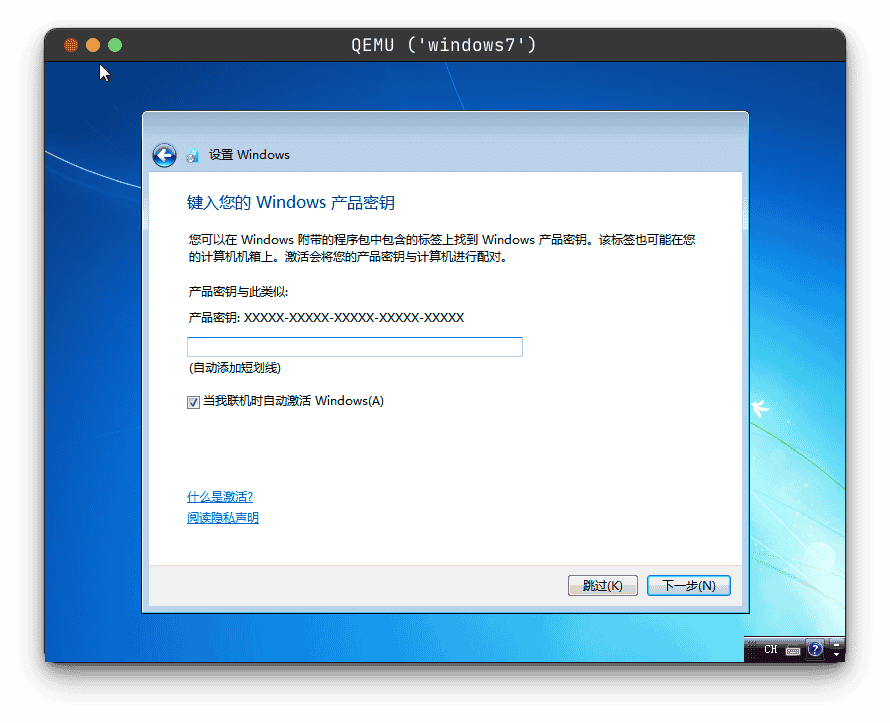 QEMU ('windows7')
设置 Windows
键入您的 Windows 产品密钥
您可以在 Windows 附带的程序包中包含的标签上找到 Windows 产品密钥。该标签也可能在您
的计算机机箱上。激活会将您的产品密钥与计算机进行配对。
产品密钥与此类似:
产品密钥: XXXXX-XXXXX-XXXXX-XXXXX-XXXXX
(自动添加短划线)
当我联机时自动激活 Windows(A)
什么是激活?
阅读隐私声明
跳过(K)
下一步(N)
CH